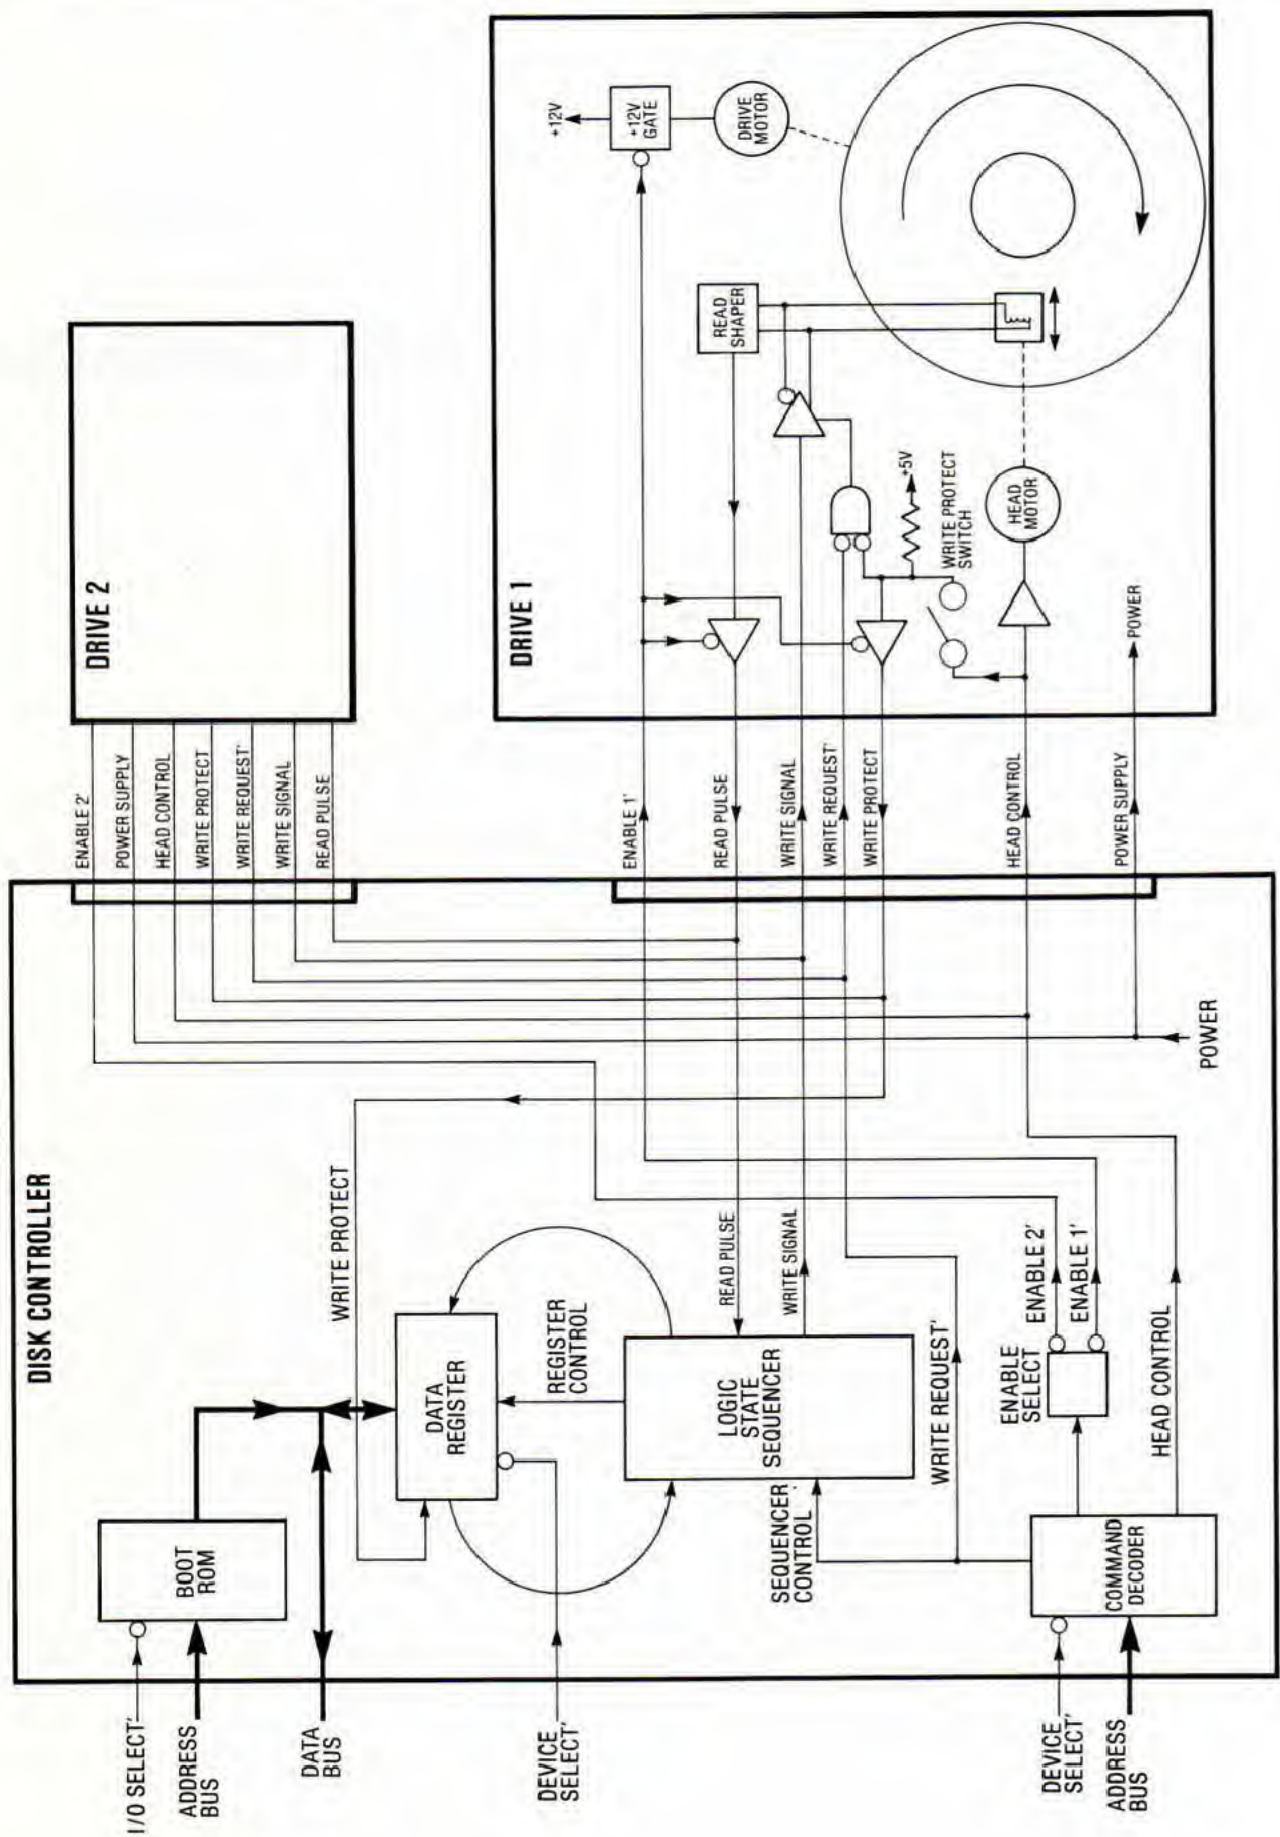 DISK CONTROLLER
I/O SELECT'
ADDRESS
BUS
DATA
BUS
DEVICE
SELECT'
DEVICE
SELECT'
ADDRESS
BUS
BOOT
ROM
WRITE PROTECT
DATA
REGISTER
REGISTER
CONTROL
LOGIC
STATE
SEQUENCER
READ PULSE
WRITE SIGNAL
SEQUENCER
CONTROL
WRITE REQUEST'
ENABLE
SELECT
ENABLE 2'
ENABLE 1'
COMMAND
DECODER
HEAD CONTROL
POWER
ENABLE 2'
POWER SUPPLY
HEAD CONTROL
WRITE PROTECT
WRITE REQUEST'
WRITE SIGNAL
READ PULSE
ENABLE 1'
READ PULSE
WRITE SIGNAL
WRITE REQUEST'
WRITE PROTECT
HEAD CONTROL
POWER SUPPLY
DRIVE 2
DRIVE 1
+12V
+12V
GATE
DRIVE
MOTOR
READ
SHAPER
+5V
WRITE PROTECT
SWITCH
HEAD
MOTOR
POWER